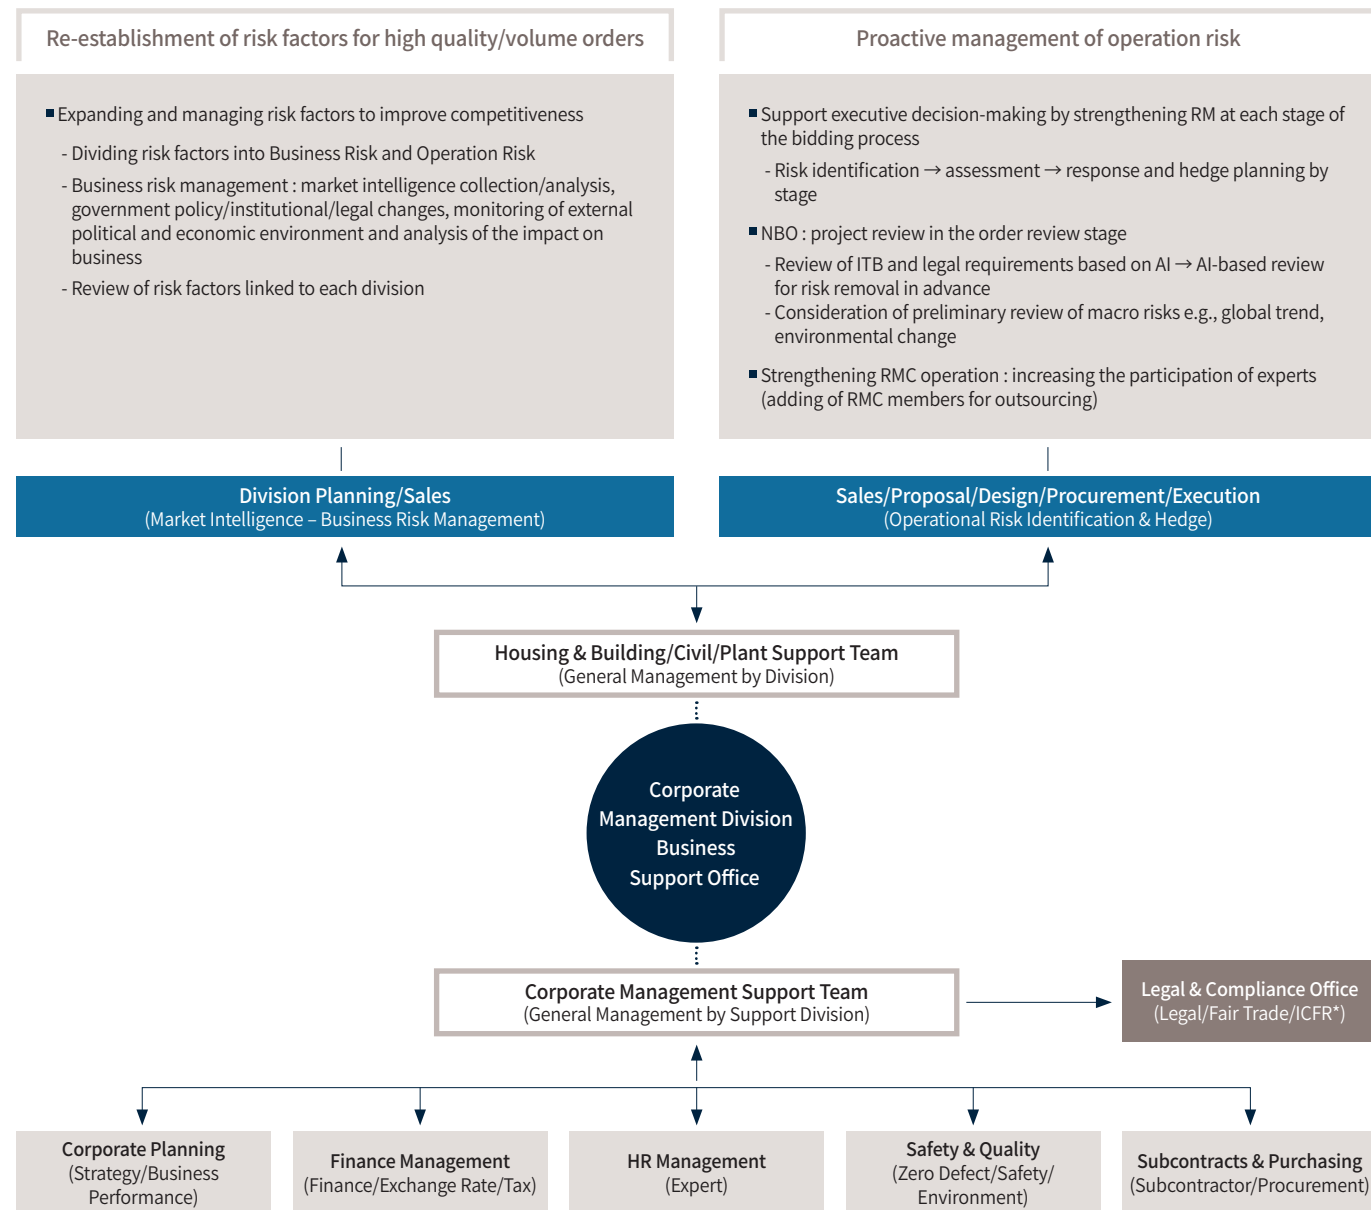 Re-establishment of risk factors for high quality/volume orders
■ Expanding and managing risk factors to improve competitiveness
- Dividing risk factors into Business Risk and Operation Risk
- Business risk management : market intelligence collection/analysis,
government policy/institutional/legal changes, monitoring of external
political and economic environment and analysis of the impact on
business
- Review of risk factors linked to each division
Proactive management of operation risk
■ Support executive decision-making by strengthening RM at each stage of
the bidding process
- Risk identification → assessment → response and hedge planning by
stage
■ NBO : project review in the order review stage
- Review of ITB and legal requirements based on AI → AI-based review
for risk removal in advance
- Consideration of preliminary review of macro risks e.g., global trend,
environmental change
■ Strengthening RMC operation : increasing the participation of experts
(adding of RMC members for outsourcing)
Division Planning/Sales
(Market Intelligence – Business Risk Management)
Sales/Proposal/Design/Procurement/Execution
(Operational Risk Identification & Hedge)
Housing & Building/Civil/Plant Support Team
(General Management by Division)
Corporate
Management Division
Business
Support Office
Corporate Management Support Team
(General Management by Support Division)
Legal & Compliance Office
(Legal/Fair Trade/ICFR*)
Corporate Planning
(Strategy/Business
Performance)
Finance Management
(Finance/Exchange Rate/Tax)
HR Management
(Expert)
Safety & Quality
(Zero Defect/Safety/
Environment)
Subcontracts & Purchasing
(Subcontractor/Procurement)